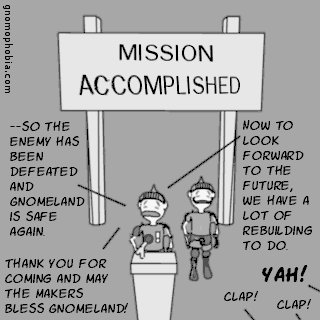 gnomophobia.com
MISSION
ACCOMPLISHED
--SO THE
ENEMY HAS
BEEN
DEFEATED
AND
GNOMELAND
IS SAFE
AGAIN.
NOW TO
LOOK
FORWARD
TO THE
FUTURE,
WE HAVE A
LOT OF
REBUILDING
TO DO.
THANK YOU FOR
COMING AND MAY
THE MAKERS
BLESS GNOMELAND!
YAH!
CLAP!
CLAP!